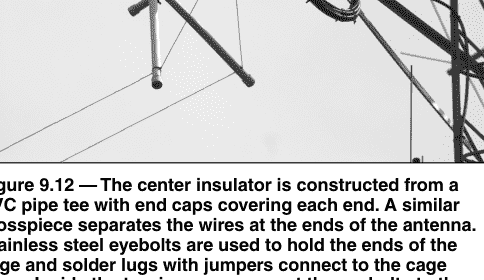 gure 9.12 — The center insulator is constructed from a
VC pipe tee with end caps covering each end. A similar
osspiece separates the wires at the ends of the antenna.
ainless steel eyebolts are used to hold the ends of the
ge and solder lugs with jumpers connect to the cage